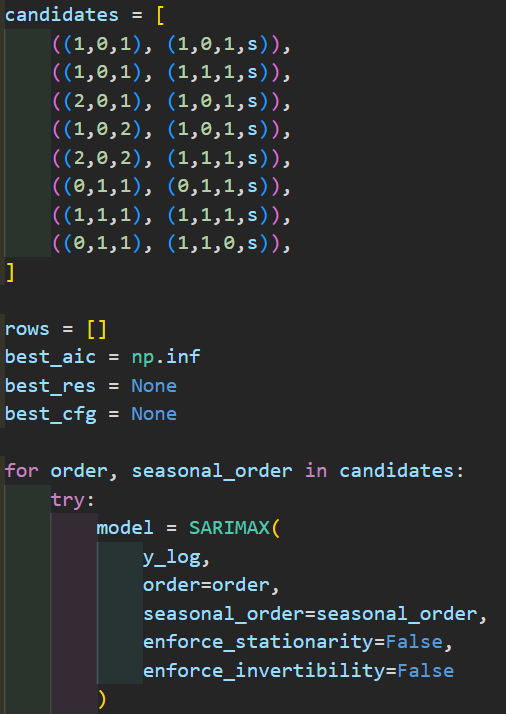 candidates = [
    ((1,0,1), (1,0,1,s)),
    ((1,0,1), (1,1,1,s)),
    ((2,0,1), (1,0,1,s)),
    ((1,0,2), (1,0,1,s)),
    ((2,0,2), (1,1,1,s)),
    ((0,1,1), (0,1,1,s)),
    ((1,1,1), (1,1,1,s)),
    ((0,1,1), (1,1,0,s)),
]

rows = []
best_aic = np.inf
best_res = None
best_cfg = None

for order, seasonal_order in candidates:
    try:
        model = SARIMAX(
            y_log,
            order=order,
            seasonal_order=seasonal_order,
            enforce_stationarity=False,
            enforce_invertibility=False
        )